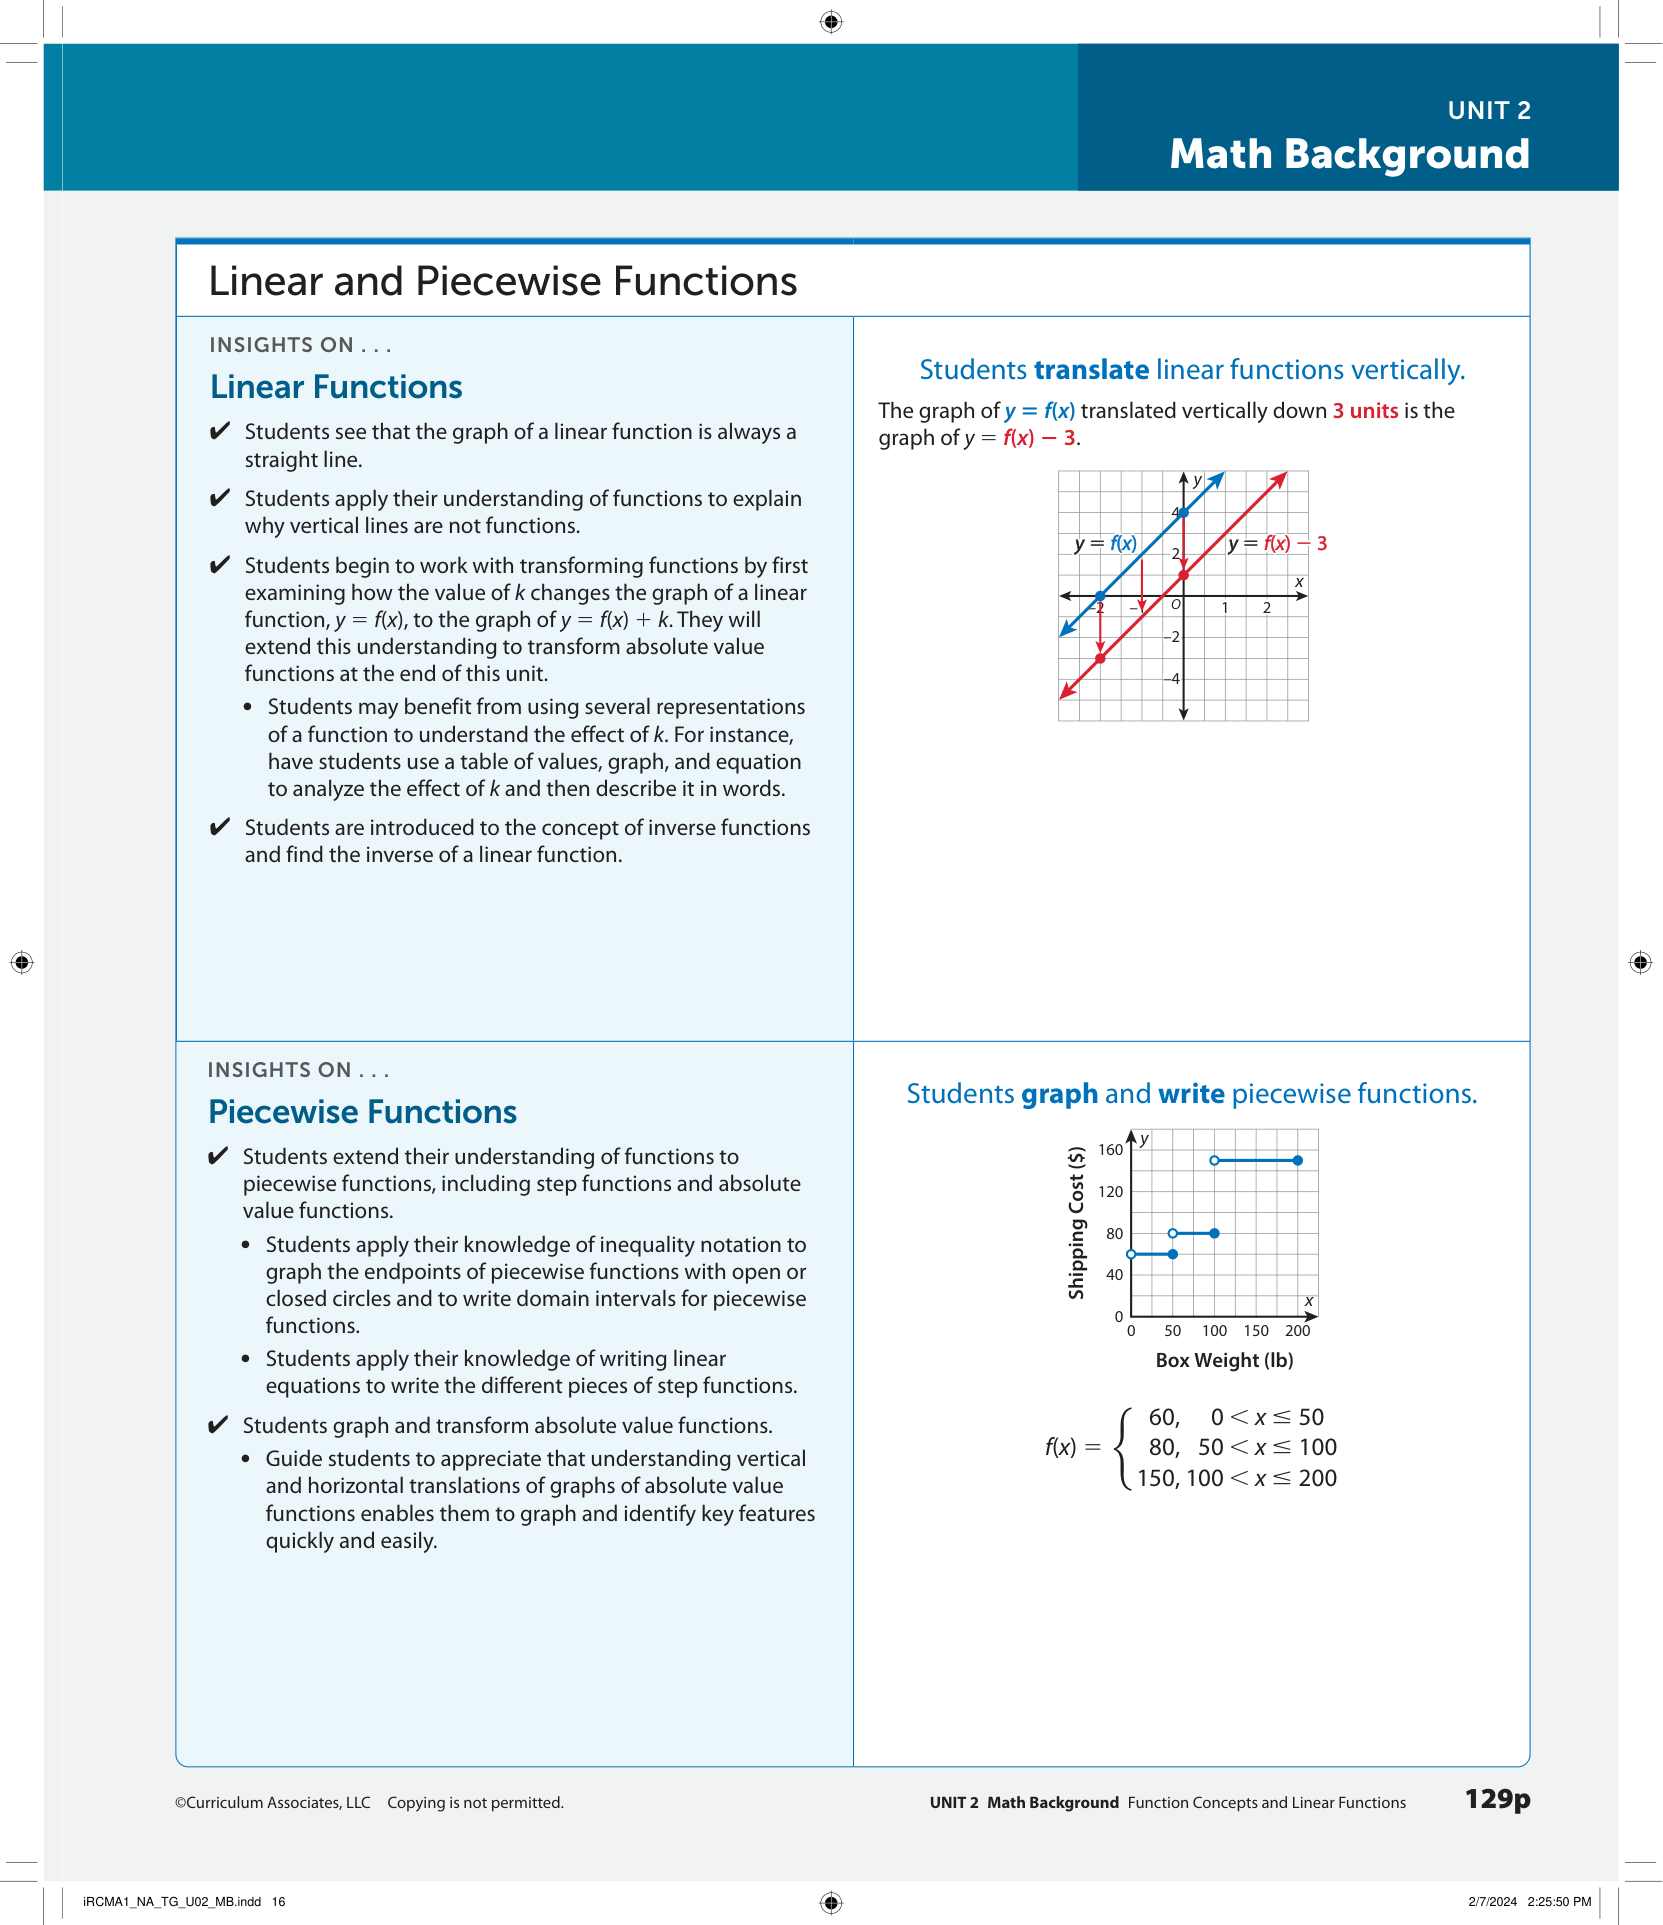 UNIT 2
Math Background
Linear and Piecewise Functions
INSIGHTS ON . . .
Linear Functions
✔ Students see that the graph of a linear function is always a
straight line.
✔ Students apply their understanding of functions to explain
why vertical lines are not functions.
✔ Students begin to work with transforming functions by first
examining how the value of k changes the graph of a linear
function, y = f(x), to the graph of y = f(x) + k. They will
extend this understanding to transform absolute value
functions at the end of this unit.
• Students may benefit from using several representations
of a function to understand the effect of k. For instance,
have students use a table of values, graph, and equation
to analyze the effect of k and then describe it in words.
✔ Students are introduced to the concept of inverse functions
and find the inverse of a linear function.
Students translate linear functions vertically.
The graph of y = f(x) translated vertically down 3 units is the
graph of y = f(x) − 3.
y
4
y = f(x)
y = f(x) − 3
2
x
–2 –1 O 1 2
–2
–4
INSIGHTS ON . . .
Piecewise Functions
✔ Students extend their understanding of functions to
piecewise functions, including step functions and absolute
value functions.
• Students apply their knowledge of inequality notation to
graph the endpoints of piecewise functions with open or
closed circles and to write domain intervals for piecewise
functions.
• Students apply their knowledge of writing linear
equations to write the different pieces of step functions.
✔ Students graph and transform absolute value functions.
• Guide students to appreciate that understanding vertical
and horizontal translations of graphs of absolute value
functions enables them to graph and identify key features
quickly and easily.
Students graph and write piecewise functions.
Shipping Cost ($)
y
160
120
80
40
0
x
0 50 100 150 200
Box Weight (lb)
60, 0 < x ≤ 50
f(x) = { 80, 50 < x ≤ 100
150, 100 < x ≤ 200
©Curriculum Associates, LLC Copying is not permitted.
UNIT 2 Math Background Function Concepts and Linear Functions 129p
iRCMA1_NA_TG_U02_MB.indd 16
2/7/2024 2:25:50 PM